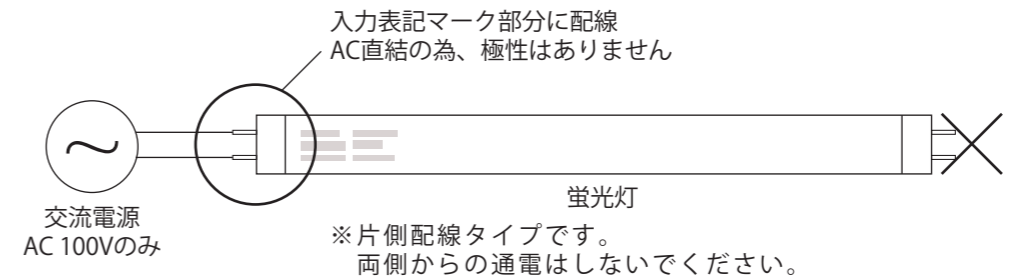 入力表記マーク部分に配線
AC直結の為、極性はありません
蛍光灯
交流電源
AC 100Vのみ
※片側配線タイプです。
両側からの通電はしないでください。